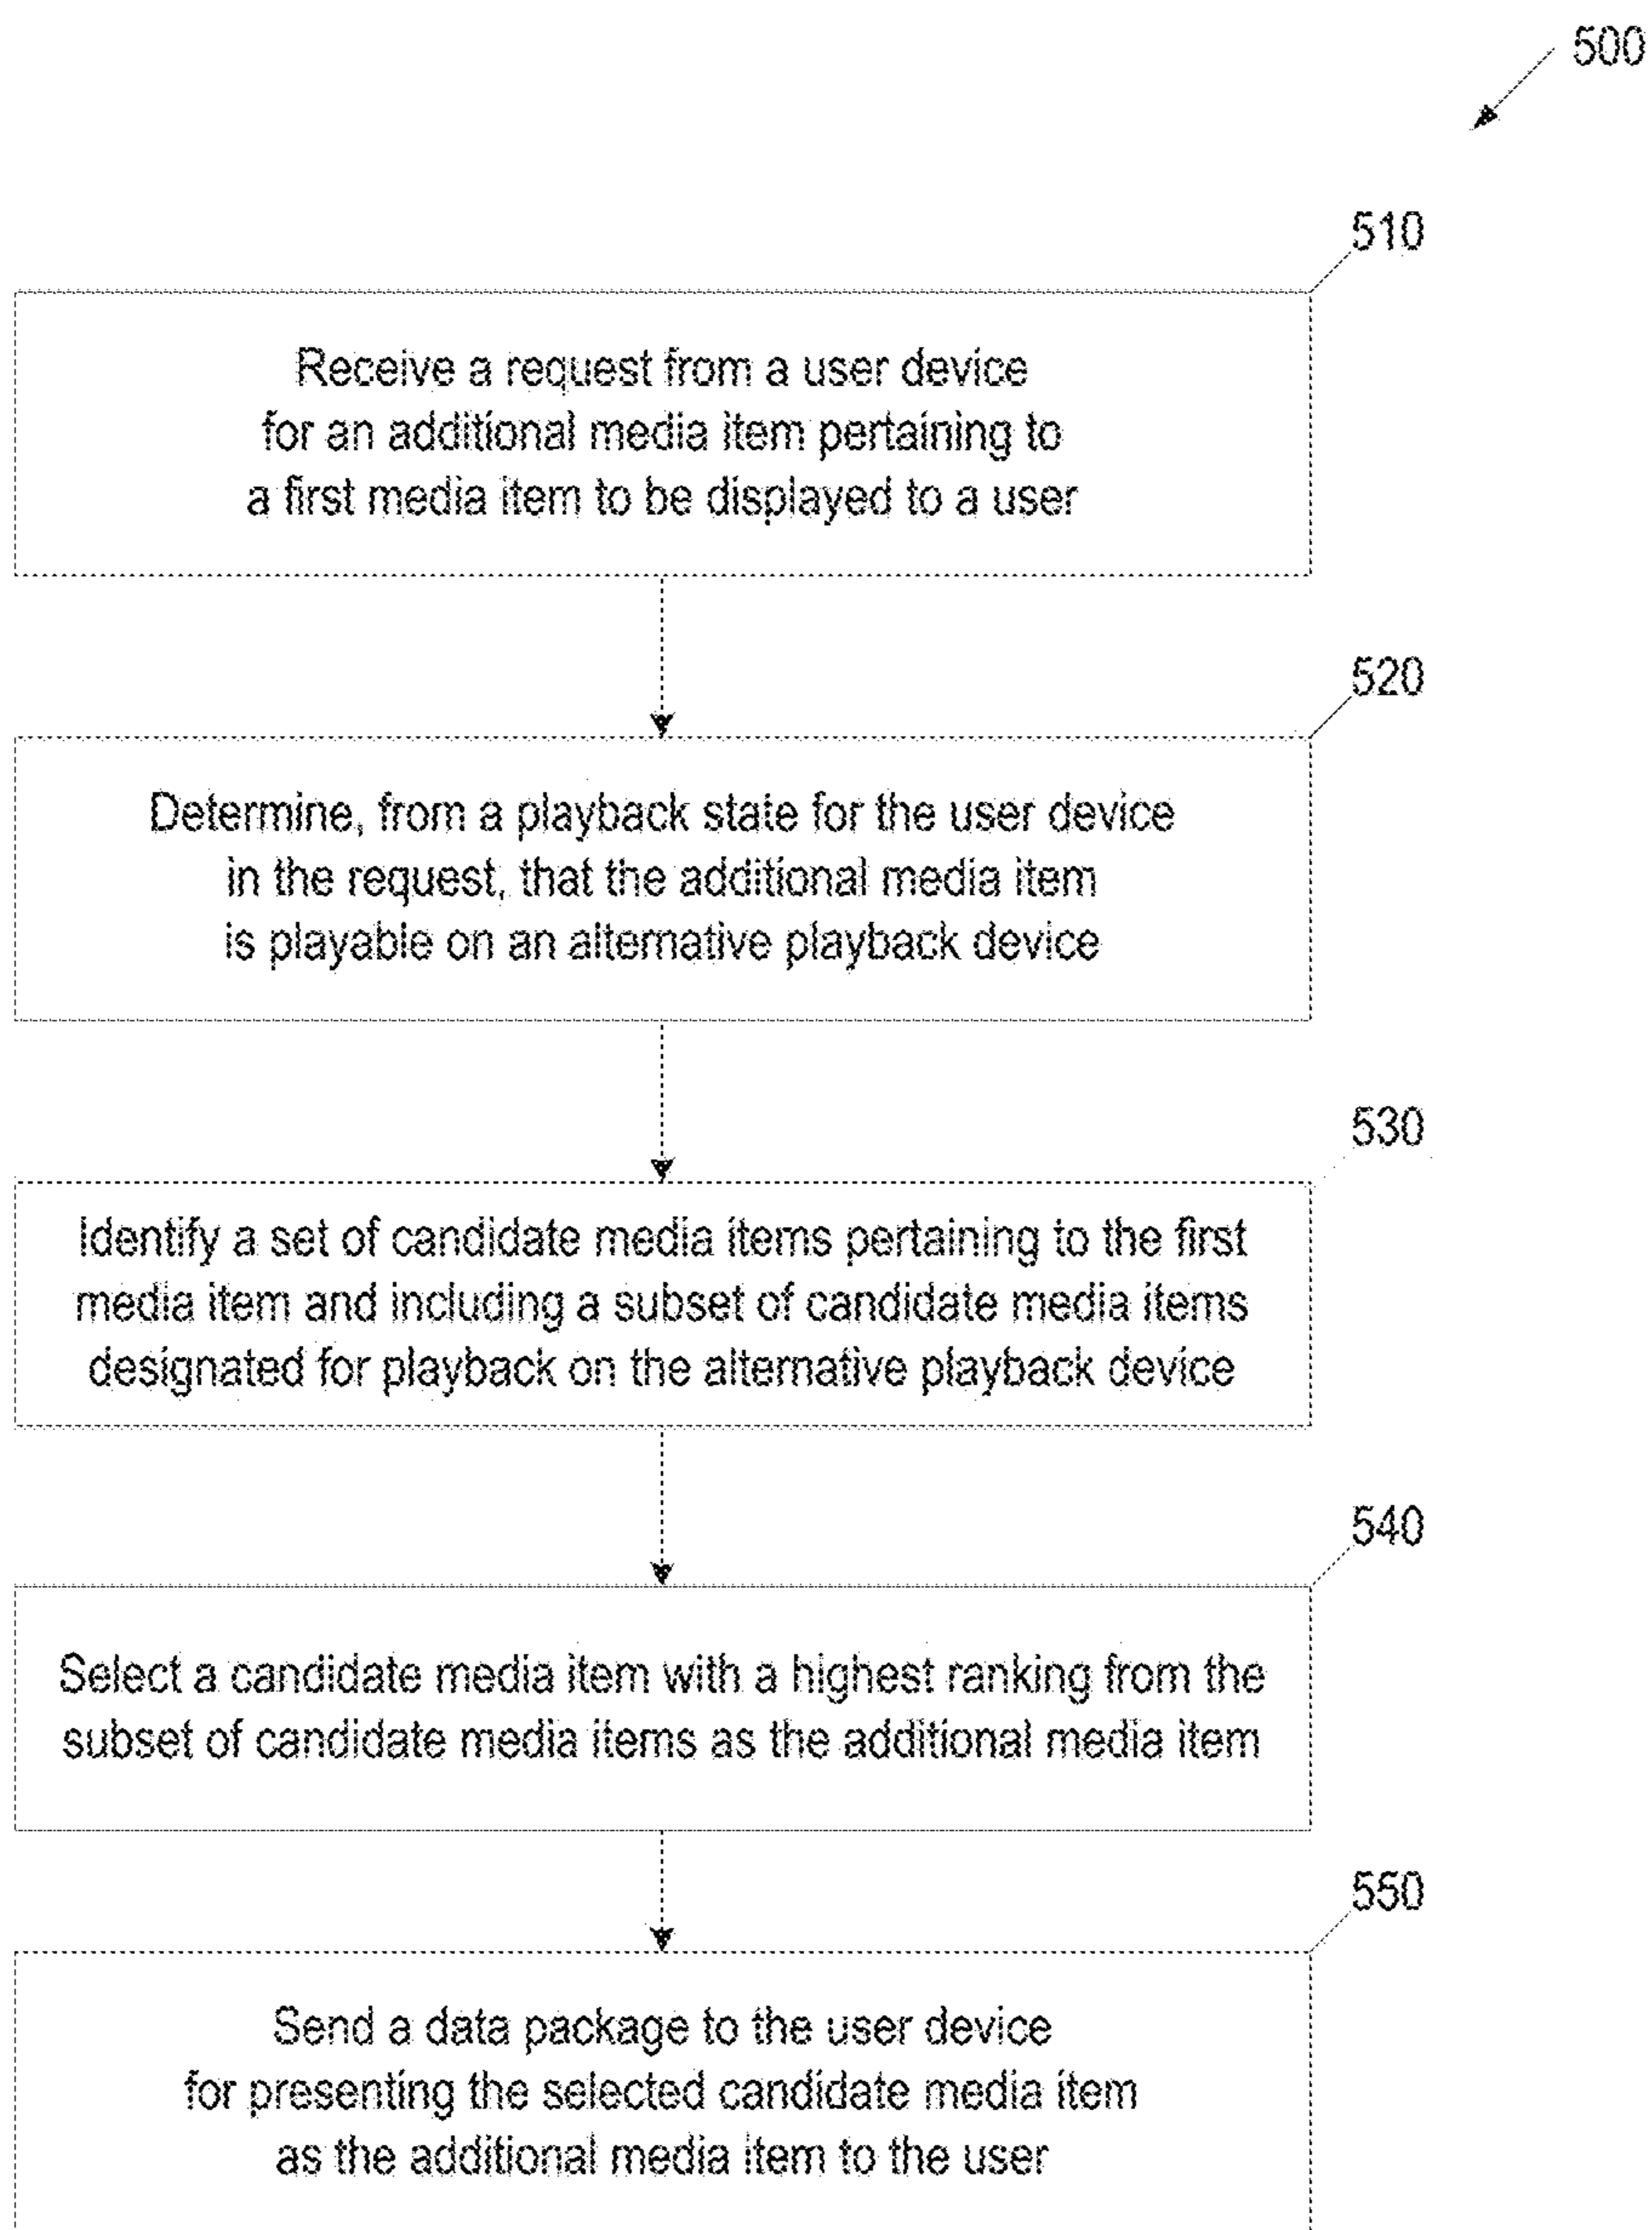 500
510
Receive a request from a user device
for an additional media item pertaining to
a first media item to be displayed to a user
520
Determine, from a playback state for the user device
in the request, that the additional media item
is playable on an alternative playback device
530
Identify a set of candidate media items pertaining to the first
media item and including a subset of candidate media items
designated for playback on the alternative playback device
540
Select a candidate media item with a highest ranking from the
subset of candidate media items as the additional media item
550
Send a data package to the user device
for presenting the selected candidate media item
as the additional media item to the user